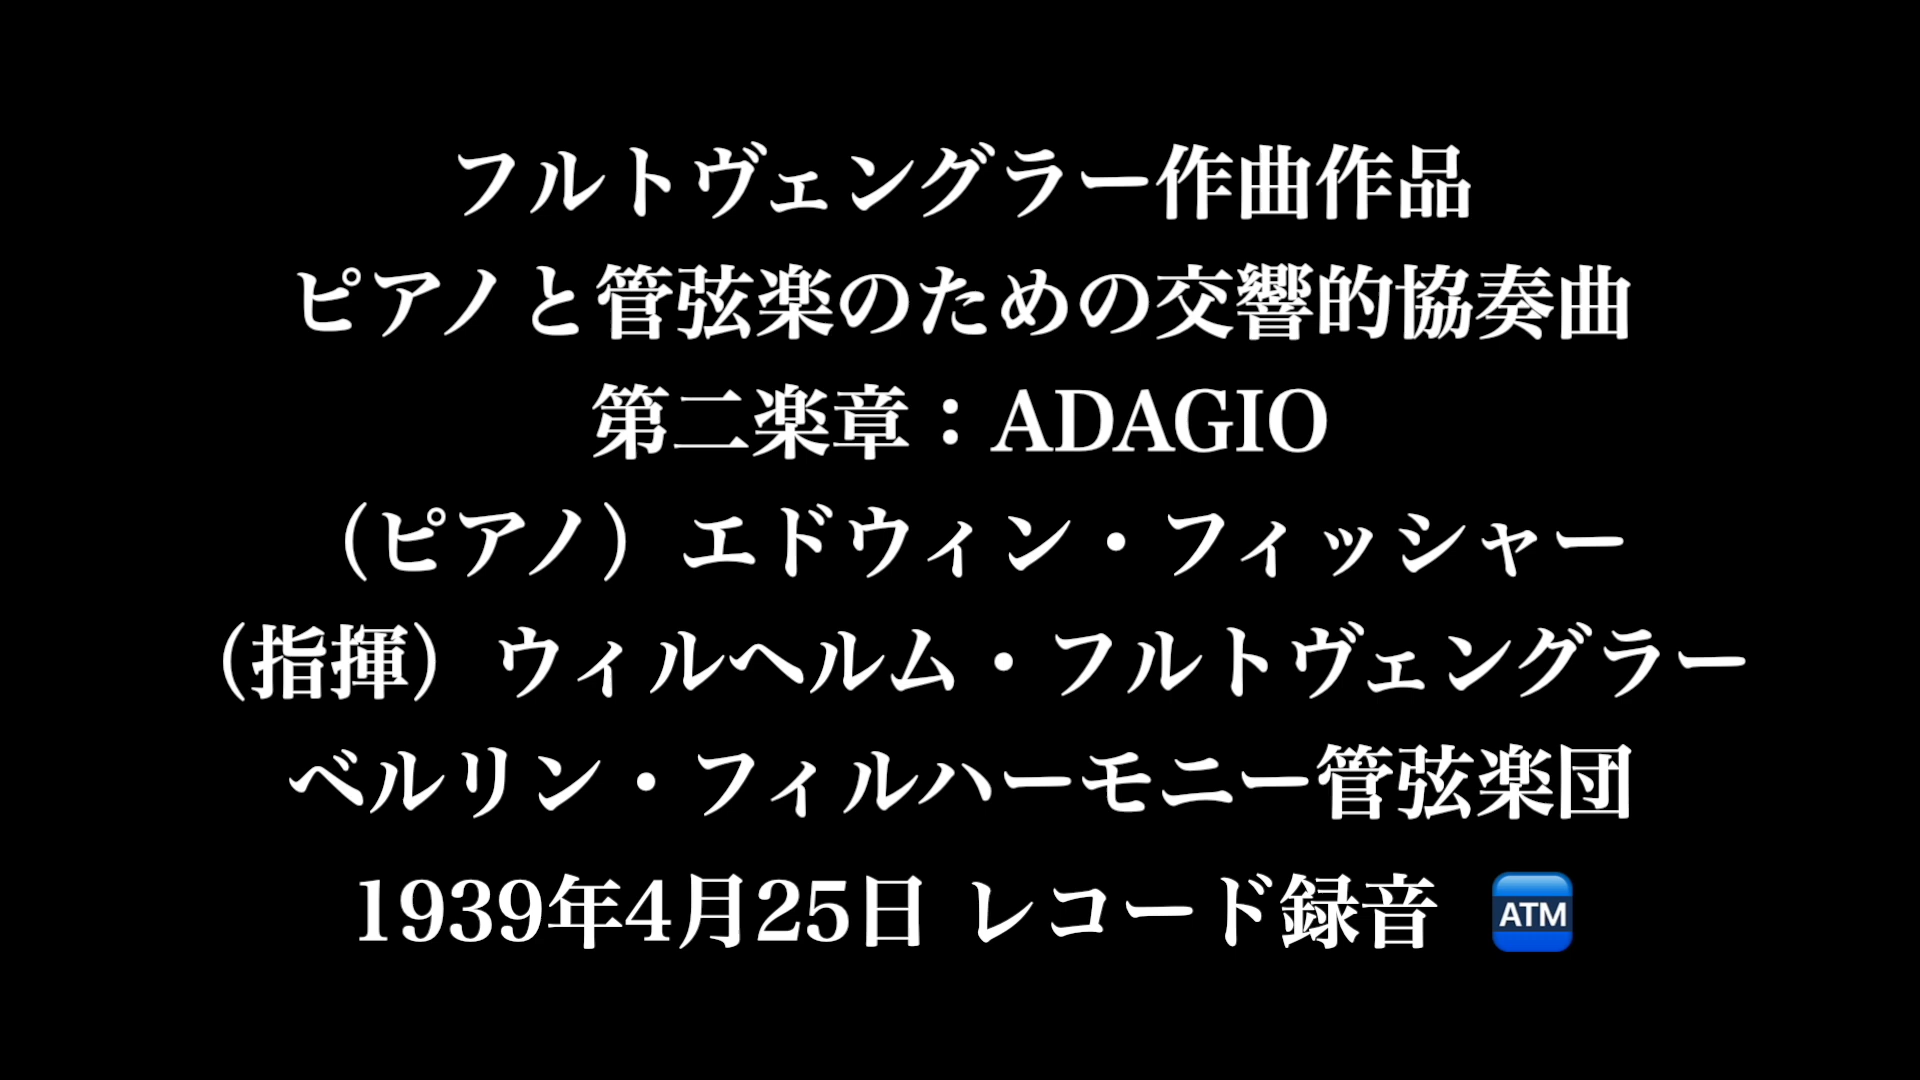 フルトヴェングラー作曲作品
ピアノと管弦楽のための交響的協奏曲
第二楽章：ADAGIO
（ピアノ）エドウィン・フィッシャー
（指揮）ウィルヘルム・フルトヴェングラー
ベルリン・フィルハーモニー管弦楽団
1939年4月25日 レコード録音 🏧